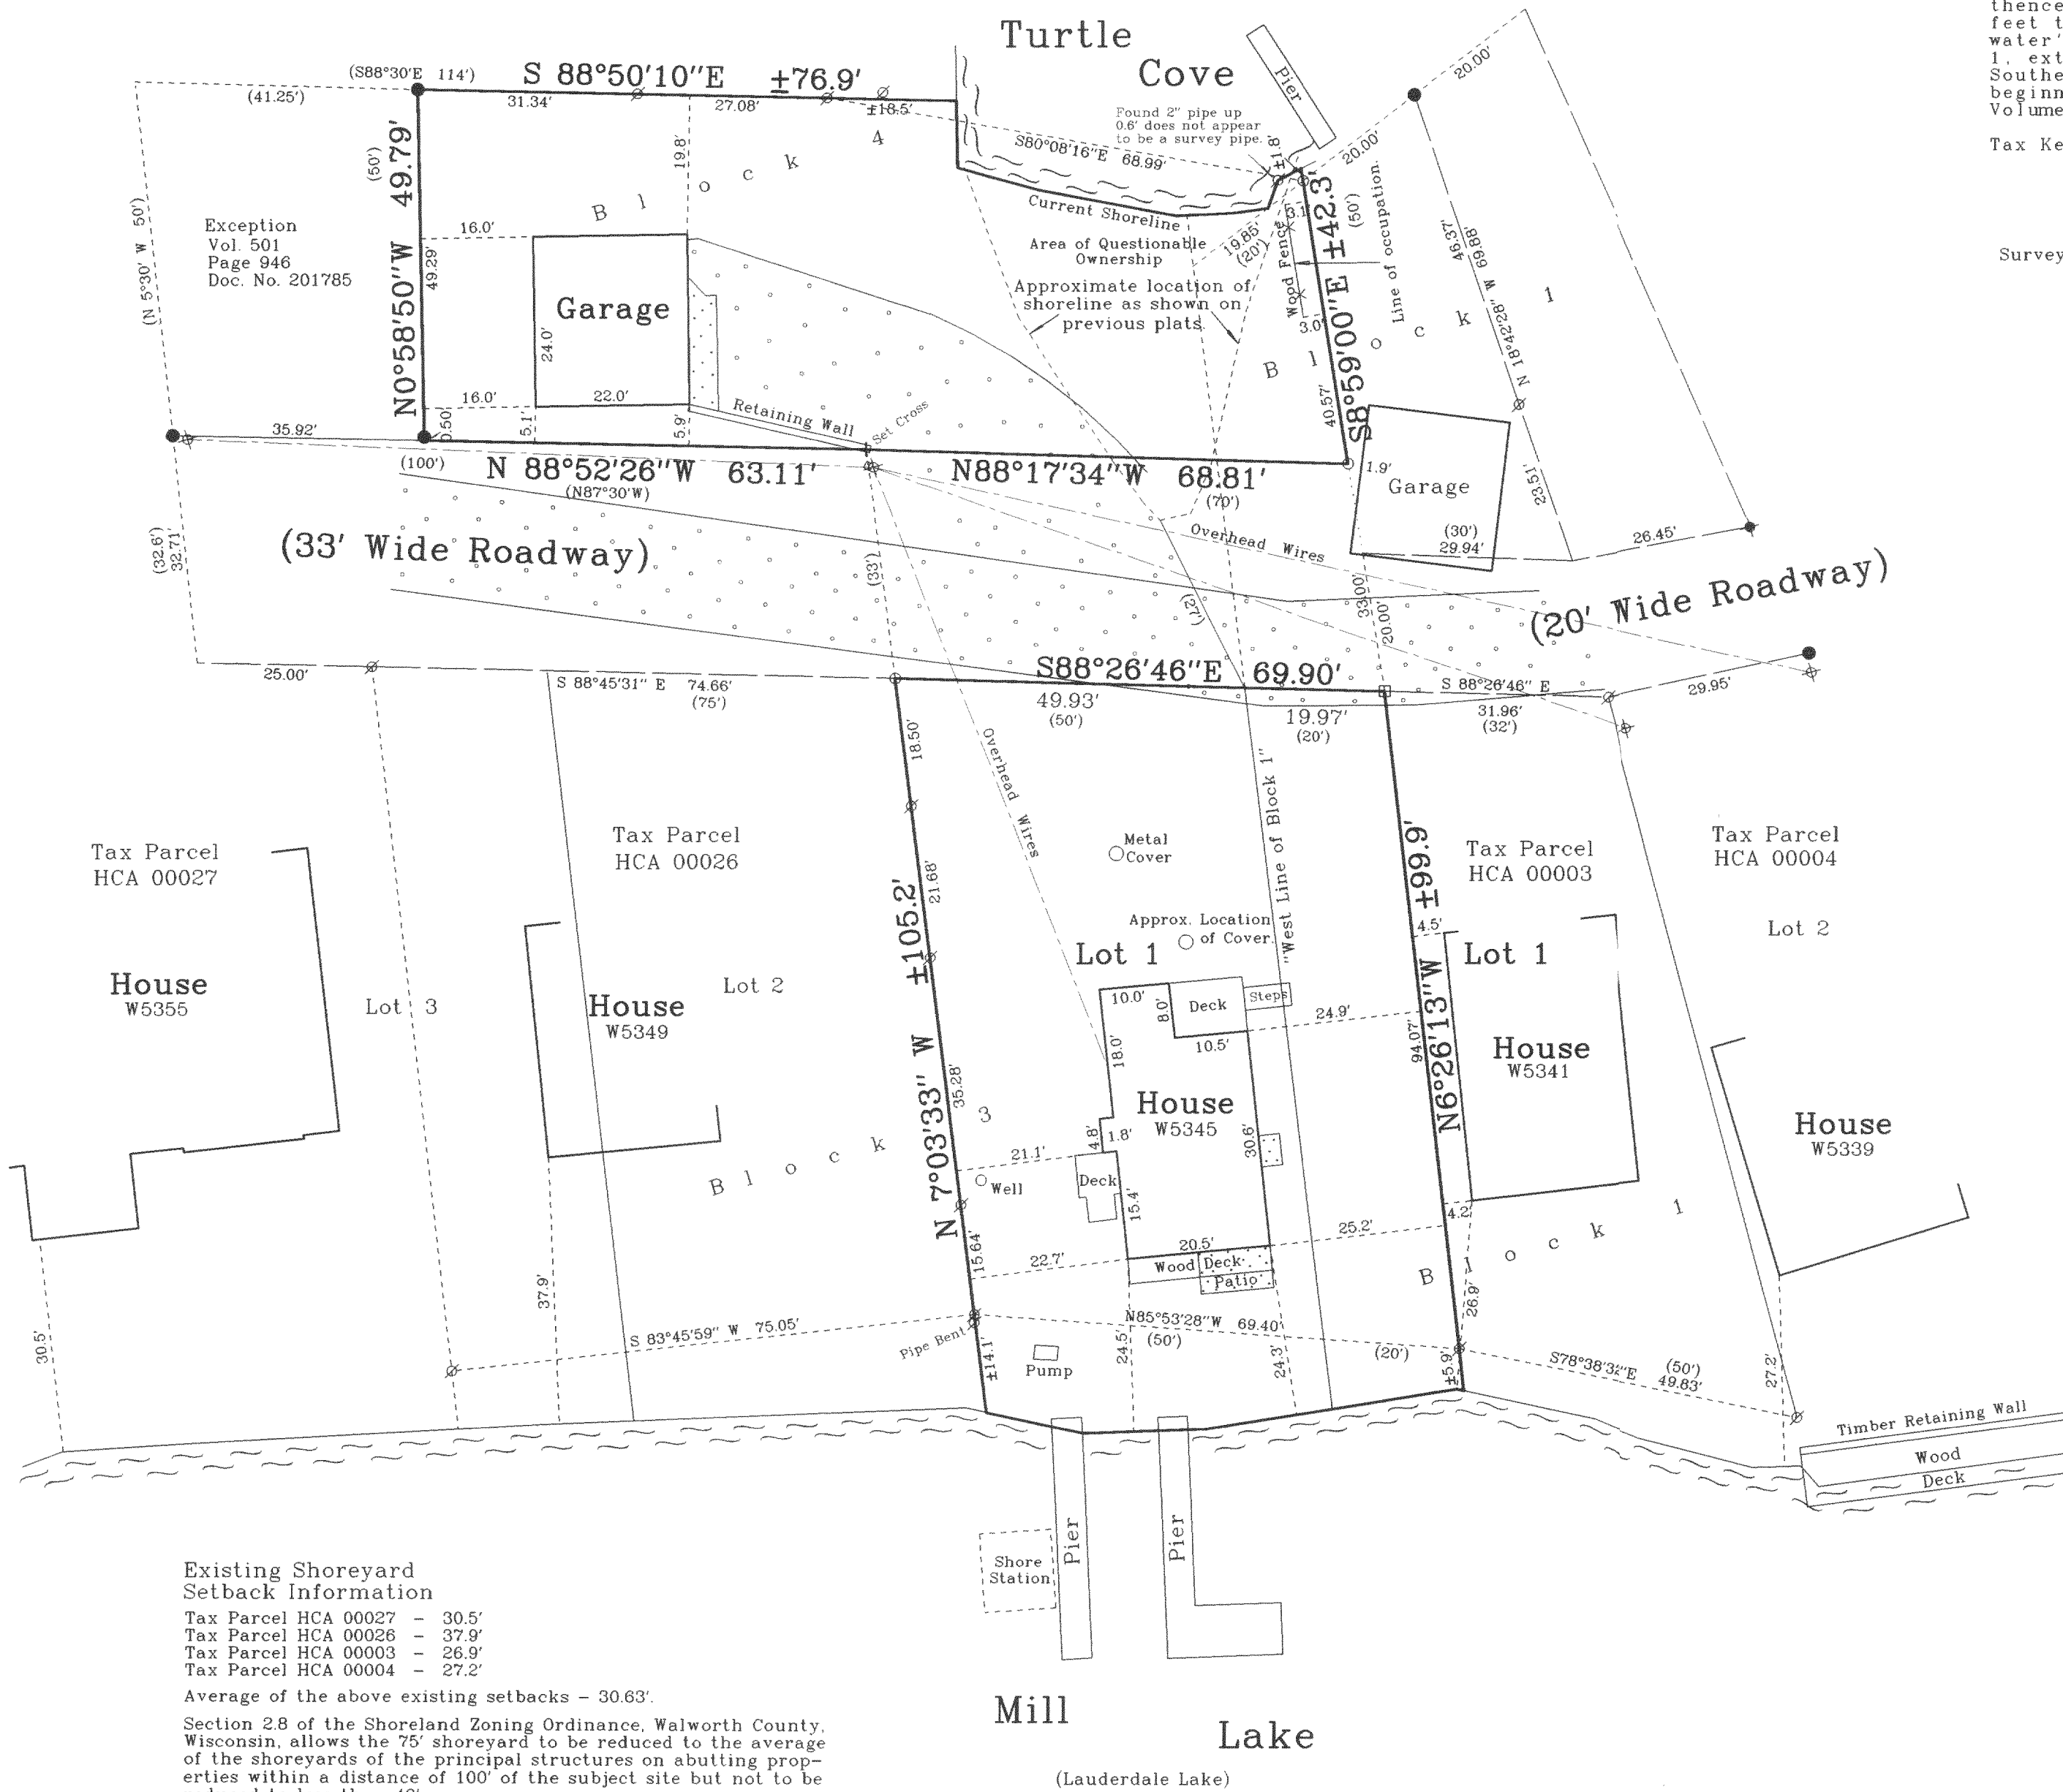 thence
feet t
water'
1, ext
Southe
beginn
Volume
Tax Ke
Survey
Turtle
Cove
Pier
20.00'
(S88°30'E 114')
S 88°50'10"E ±76.9'
(41.25')
31.34'
27.08'
±18.5'
Found 2" pipe up
0.6' does not appear
to be a survey pipe.
±1.8'
20.00'
S80°08'16"E 68.99'
(50')
N0°58'50"W 49.79'
49.29'
19.8'
Block 4
(N 5°30' W 50')
Exception
Vol. 501
Page 946
Doc. No. 201785
16.0'
Garage
24.0'
16.0'
22.0'
0.50'
5.1'
5.9'
Current Shoreline
Area of Questionable
Ownership
19.85'
(20')
3.1'
Wood Fence
3.0'
Approximate location of
shoreline as shown on
previous plats.
S8°59'00"E ±42.3'
(50')
40.57'
Line of occupation
46.37'
N 18°42'28" W 69.88'
23.51'
Block 1
Retaining Wall
Set Cross
35.92'
(100')
N 88°52'26"W 63.11'
(N87°30'W)
N88°17'34"W 68.81'
(70')
1.9'
Garage
(30')
29.94'
26.45'
(32.6')
32.71'
(33' Wide Roadway)
(33')
Overhead Wires
(27')
33.00'
20.00'
(20' Wide Roadway)
25.00'
S 88°45'31" E 74.66'
(75')
S88°26'46"E 69.90'
49.93'
(50')
19.97'
(20')
S 88°26'46" E
31.96'
(32')
29.95'
18.50'
Overhead Wires
"West Line of Block 1"
21.68'
N 7°03'33" W ±105.2'
35.28'
15.64'
±14.1'
N6°26'13"W ±99.9'
94.07'
±5.9'
Tax Parcel
HCA 00027
Tax Parcel
HCA 00026
Metal
Cover
Tax Parcel
HCA 00003
Tax Parcel
HCA 00004
Approx. Location
of Cover.
4.5'
Lot 1
Lot 1
Lot 2
House
W5355
Lot 3
House
W5349
Lot 2
10.0'
8.0'
Deck
Steps
10.5'
24.9'
18.0'
House
W5345
4.8'
1.8'
30.6'
House
W5341
House
W5339
Block 3
21.1'
Well
Deck
15.4'
4.2'
Block 1
25.2'
22.7'
20.5'
Wood Deck
Patio
30.5'
37.9'
26.9'
S 83°45'59" W 75.05'
Pipe Bent
N85°53'28"W 69.40'
(50')
(20')
24.5'
24.3'
Pump
S78°38'32"E
(50')
49.83'
27.2'
Timber Retaining Wall
Wood
Deck
Shore
Station
Pier
Pier
Existing Shoreyard
Setback Information
Tax Parcel HCA 00027 - 30.5'
Tax Parcel HCA 00026 - 37.9'
Tax Parcel HCA 00003 - 26.9'
Tax Parcel HCA 00004 - 27.2'
Average of the above existing setbacks - 30.63'.
Section 2.8 of the Shoreland Zoning Ordinance, Walworth County,
Wisconsin, allows the 75' shoreyard to be reduced to the average
of the shoreyards of the principal structures on abutting prop-
erties within a distance of 100' of the subject site but not to be
Mill
Lake
(Lauderdale Lake)